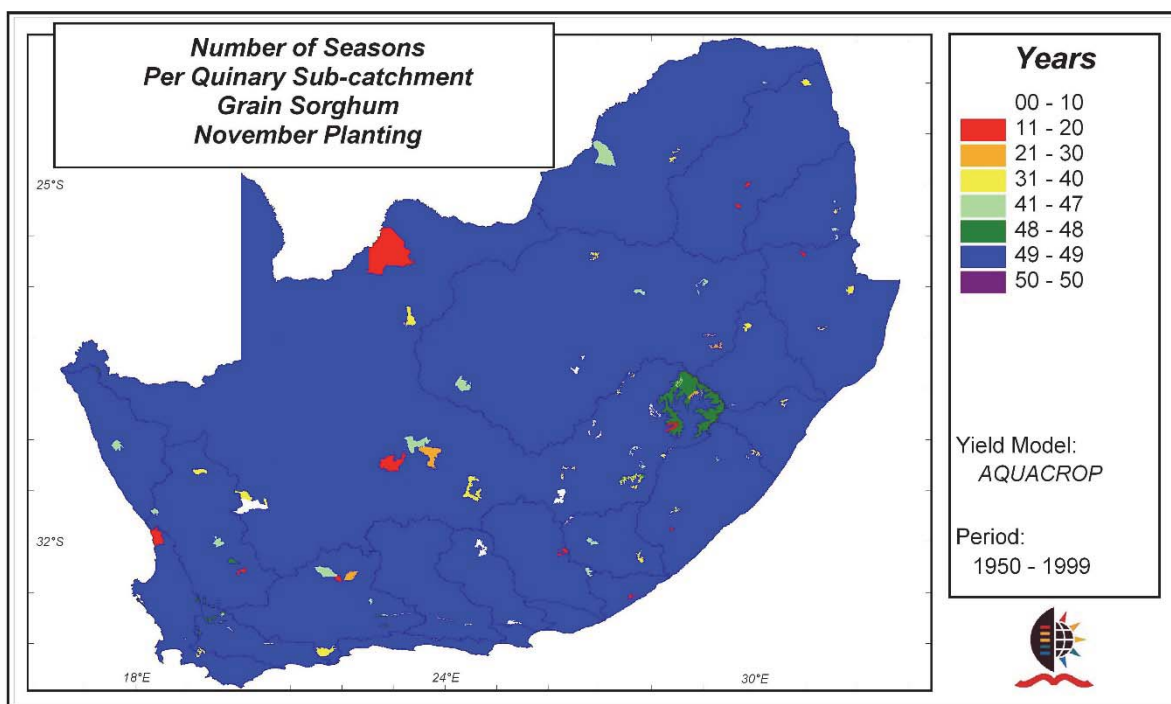 Number of Seasons
Per Quinary Sub-catchment
Grain Sorghum
November Planting
25°S
32°S
18°E
24°E
30°E
Years
00 - 10
11 - 20
21 - 30
31 - 40
41 - 47
48 - 48
49 - 49
50 - 50
Yield Model:
AQUACROP
Period:
1950 - 1999